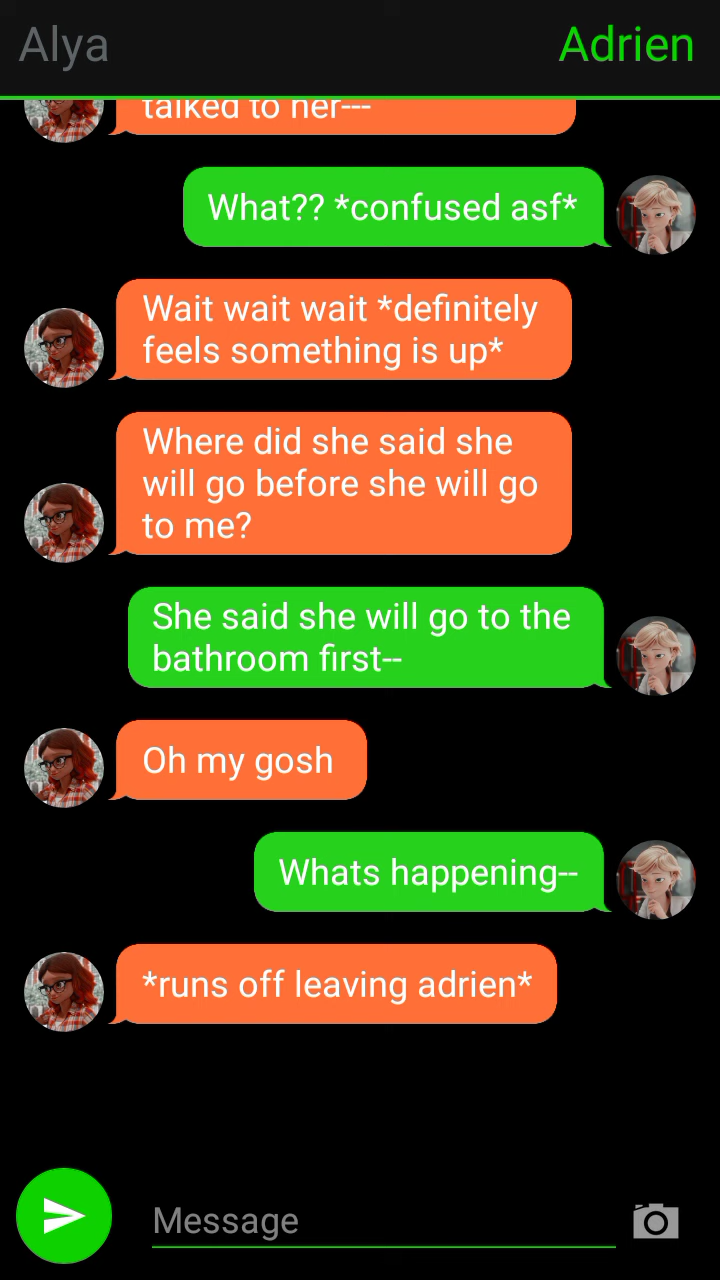 Alya
Adrien
talked to her---
What?? *confused asf*
Wait wait wait *definitely
feels something is up*
Where did she said she
will go before she will go
to me?
She said she will go to the
bathroom first--
Oh my gosh
Whats happening--
*runs off leaving adrien*
Message